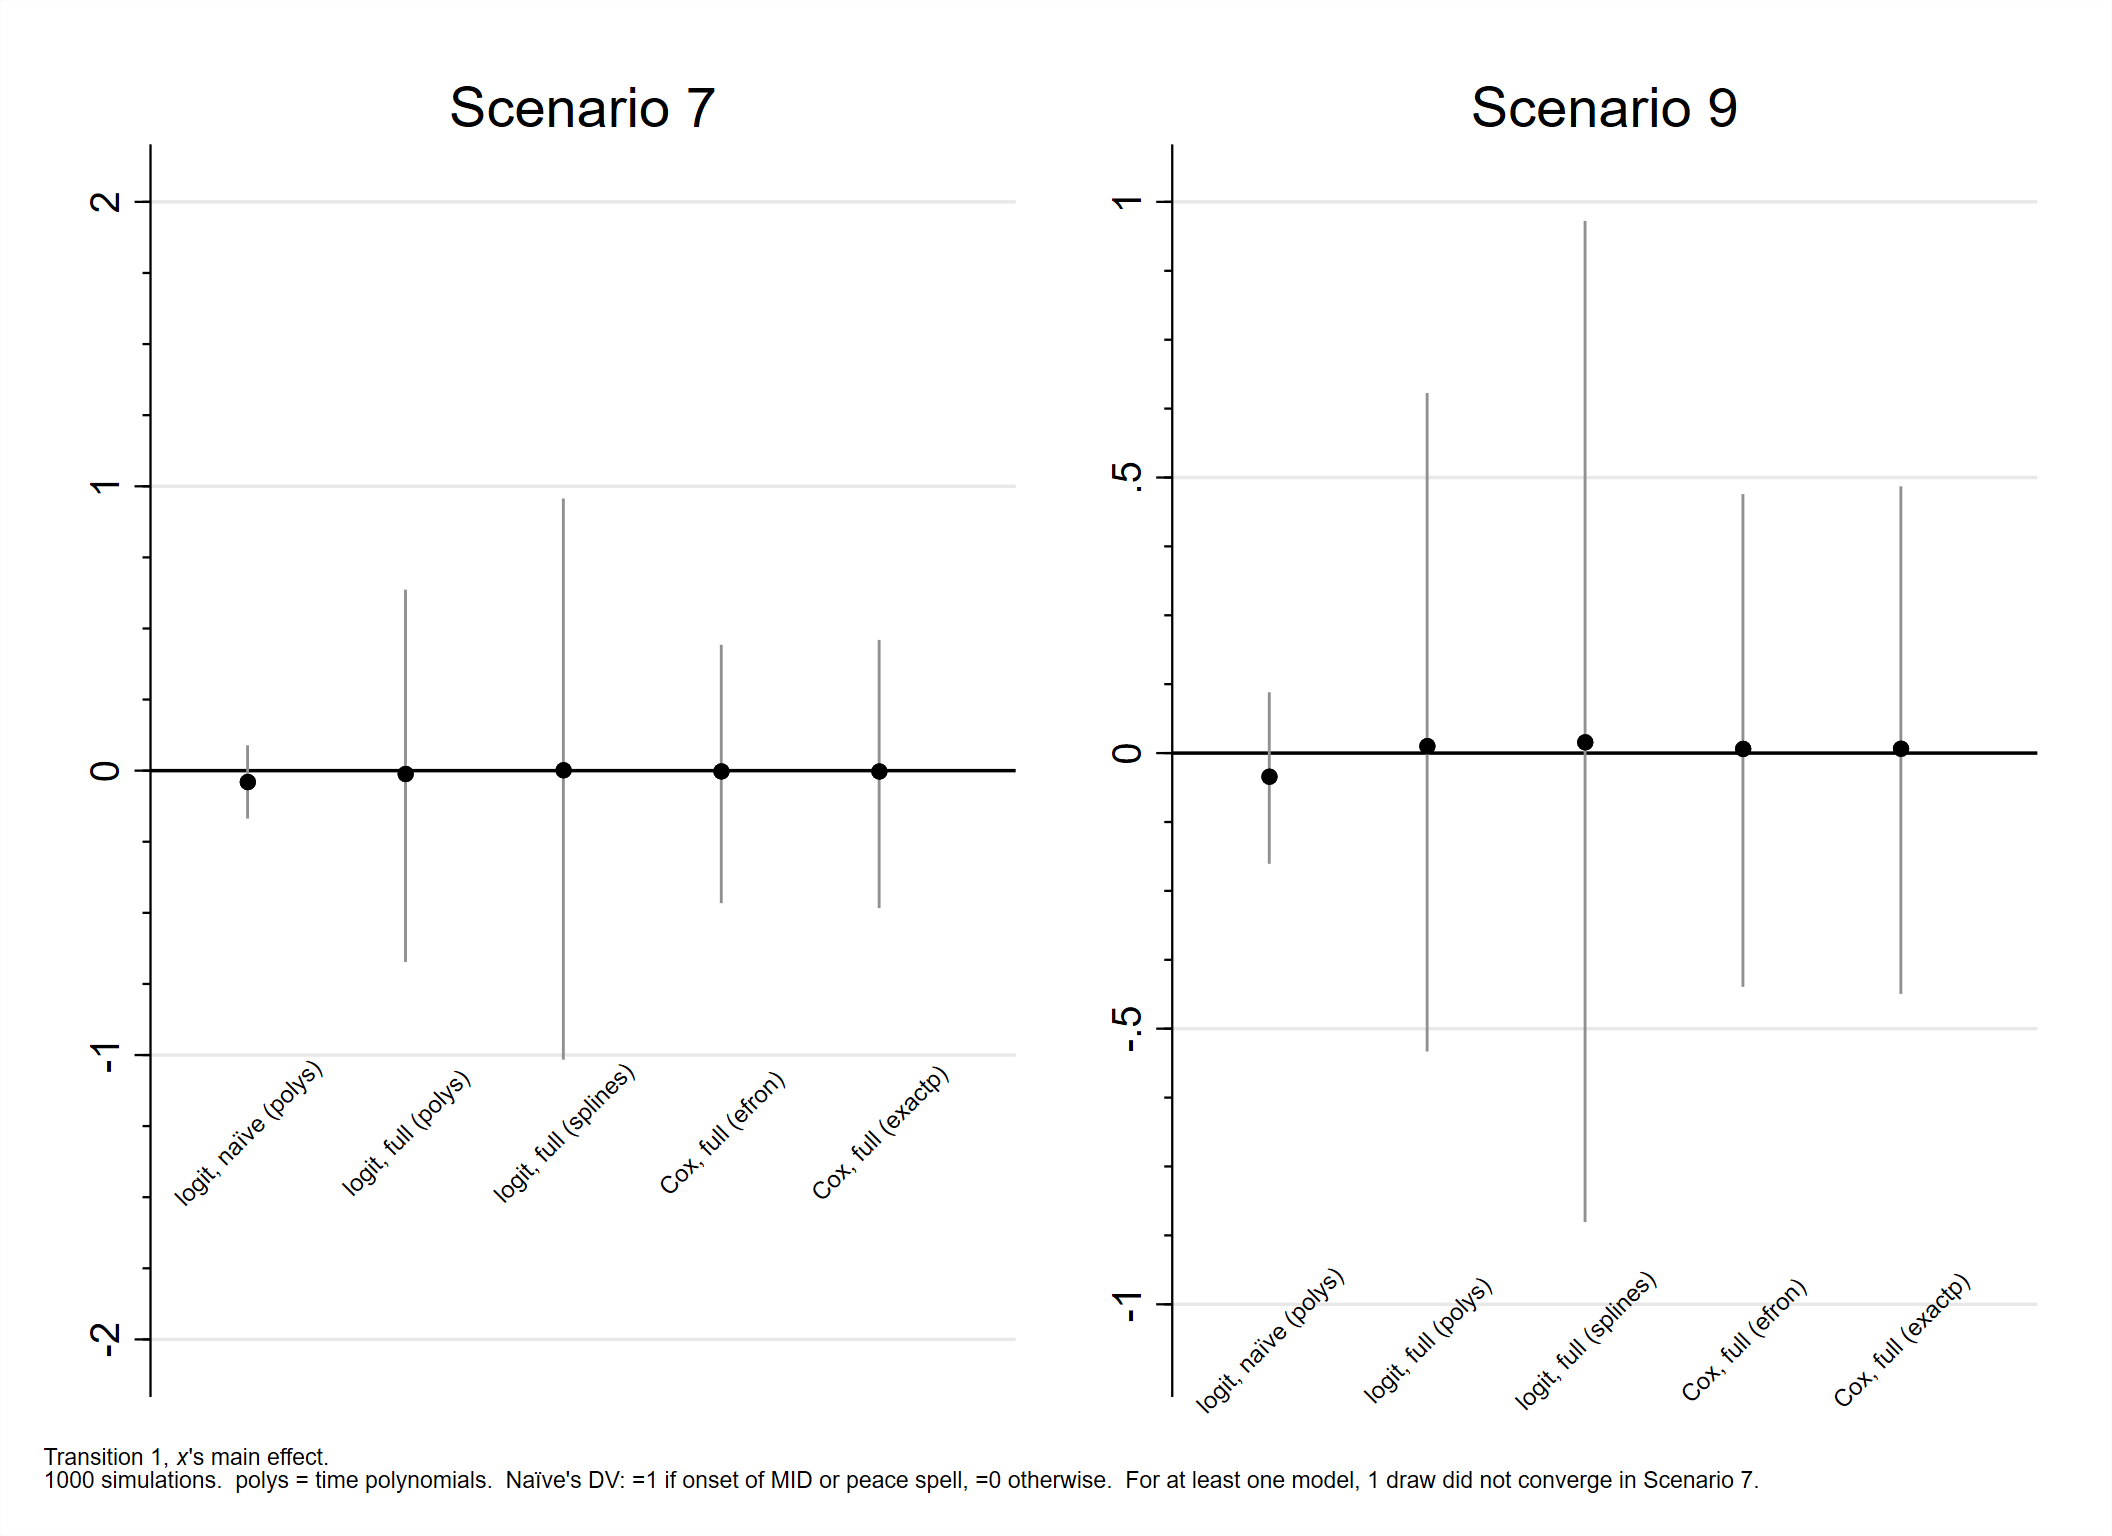 Scenario 7
2
1
0
-1
-2
logit, naïve (polys)
logit, full (polys)
logit, full (splines)
Cox, full (efron)
Cox, full (exactp)
Scenario 9
1
.5
0
-.5
-1
logit, naïve (polys)
logit, full (polys)
logit, full (splines)
Cox, full (efron)
Cox, full (exactp)
Transition 1, x's main effect.
1000 simulations.  polys = time polynomials.  Naïve's DV: =1 if onset of MID or peace spell, =0 otherwise.  For at least one model, 1 draw did not converge in Scenario 7.